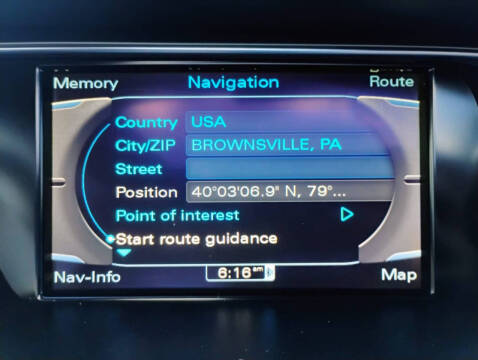 Memory Navigation Route
Country USA
City/ZIP BROWNSVILLE, PA
Street
Position 40°03'06.9" N, 79°...
Point of interest
Start route guidance
Nav-Info 6:16 am Map